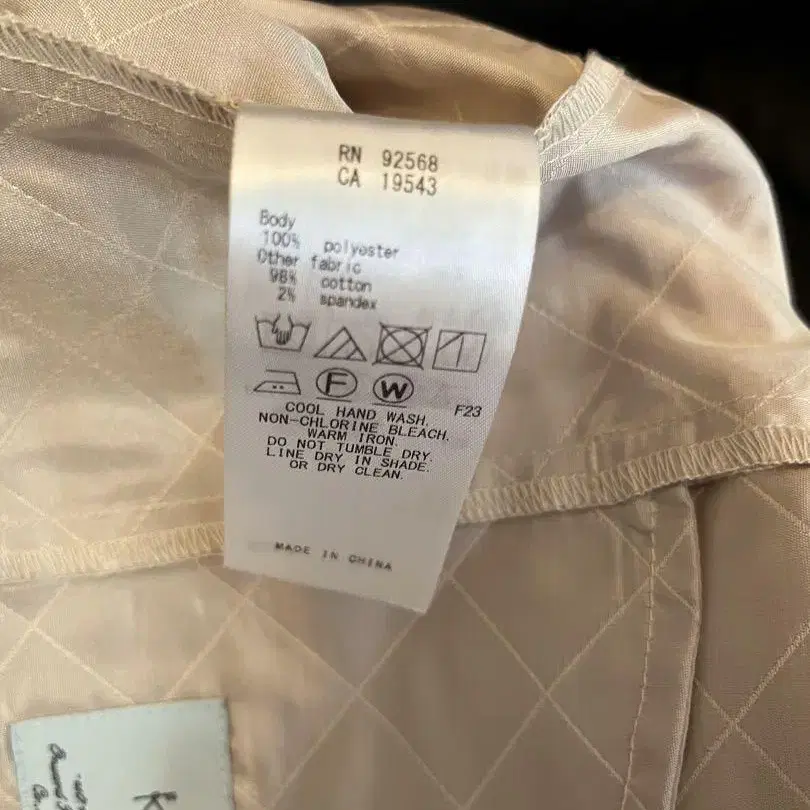 RN 92568
CA 19543
Body
100% polyester
Other fabric
98% cotton
2% spandex
F
W
F23
COOL HAND WASH.
NON-CHLORINE BLEACH.
WARM IRON.
DO NOT TUMBLE DRY.
LINE DRY IN SHADE.
OR DRY CLEAN.
MADE IN CHINA
K